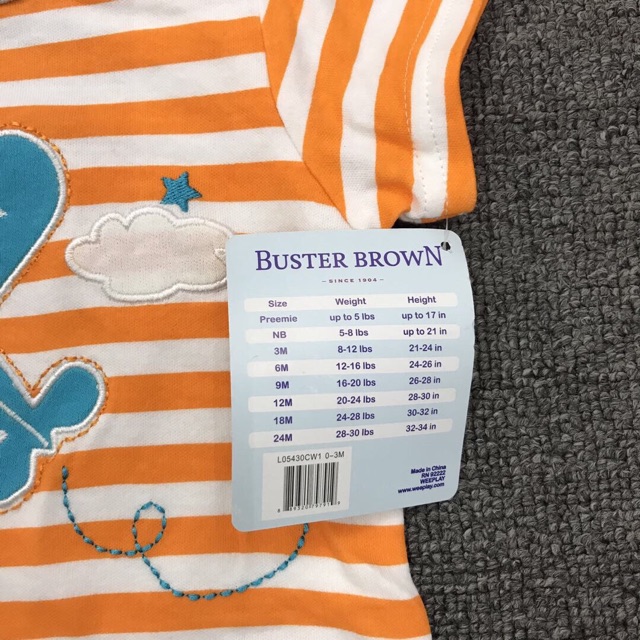 BUSTER BROWN
- SINCE 1904 -
Size Weight Height
Preemie up to 5 lbs up to 17 in
NB 5-8 lbs up to 21 in
3M 8-12 lbs 21-24 in
6M 12-16 lbs 24-26 in
9M 16-20 lbs 26-28 in
12M 20-24 lbs 28-30 in
18M 24-28 lbs 30-32 in
24M 28-30 lbs 32-34 in
L05430CW1 0-3M
Made in China
RN 92222
WEEPLAY
www.weeplay.com